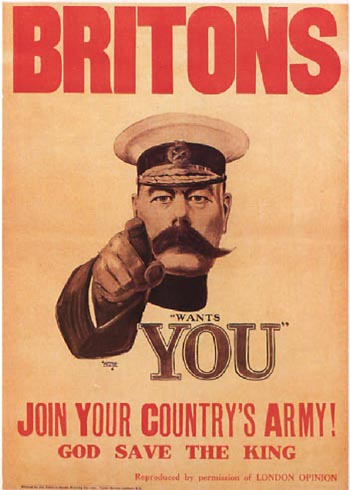 BRITONS
"WANTS
YOU"
JOIN YOUR COUNTRY'S ARMY!
GOD SAVE THE KING
Reproduced by permission of LONDON OPINION